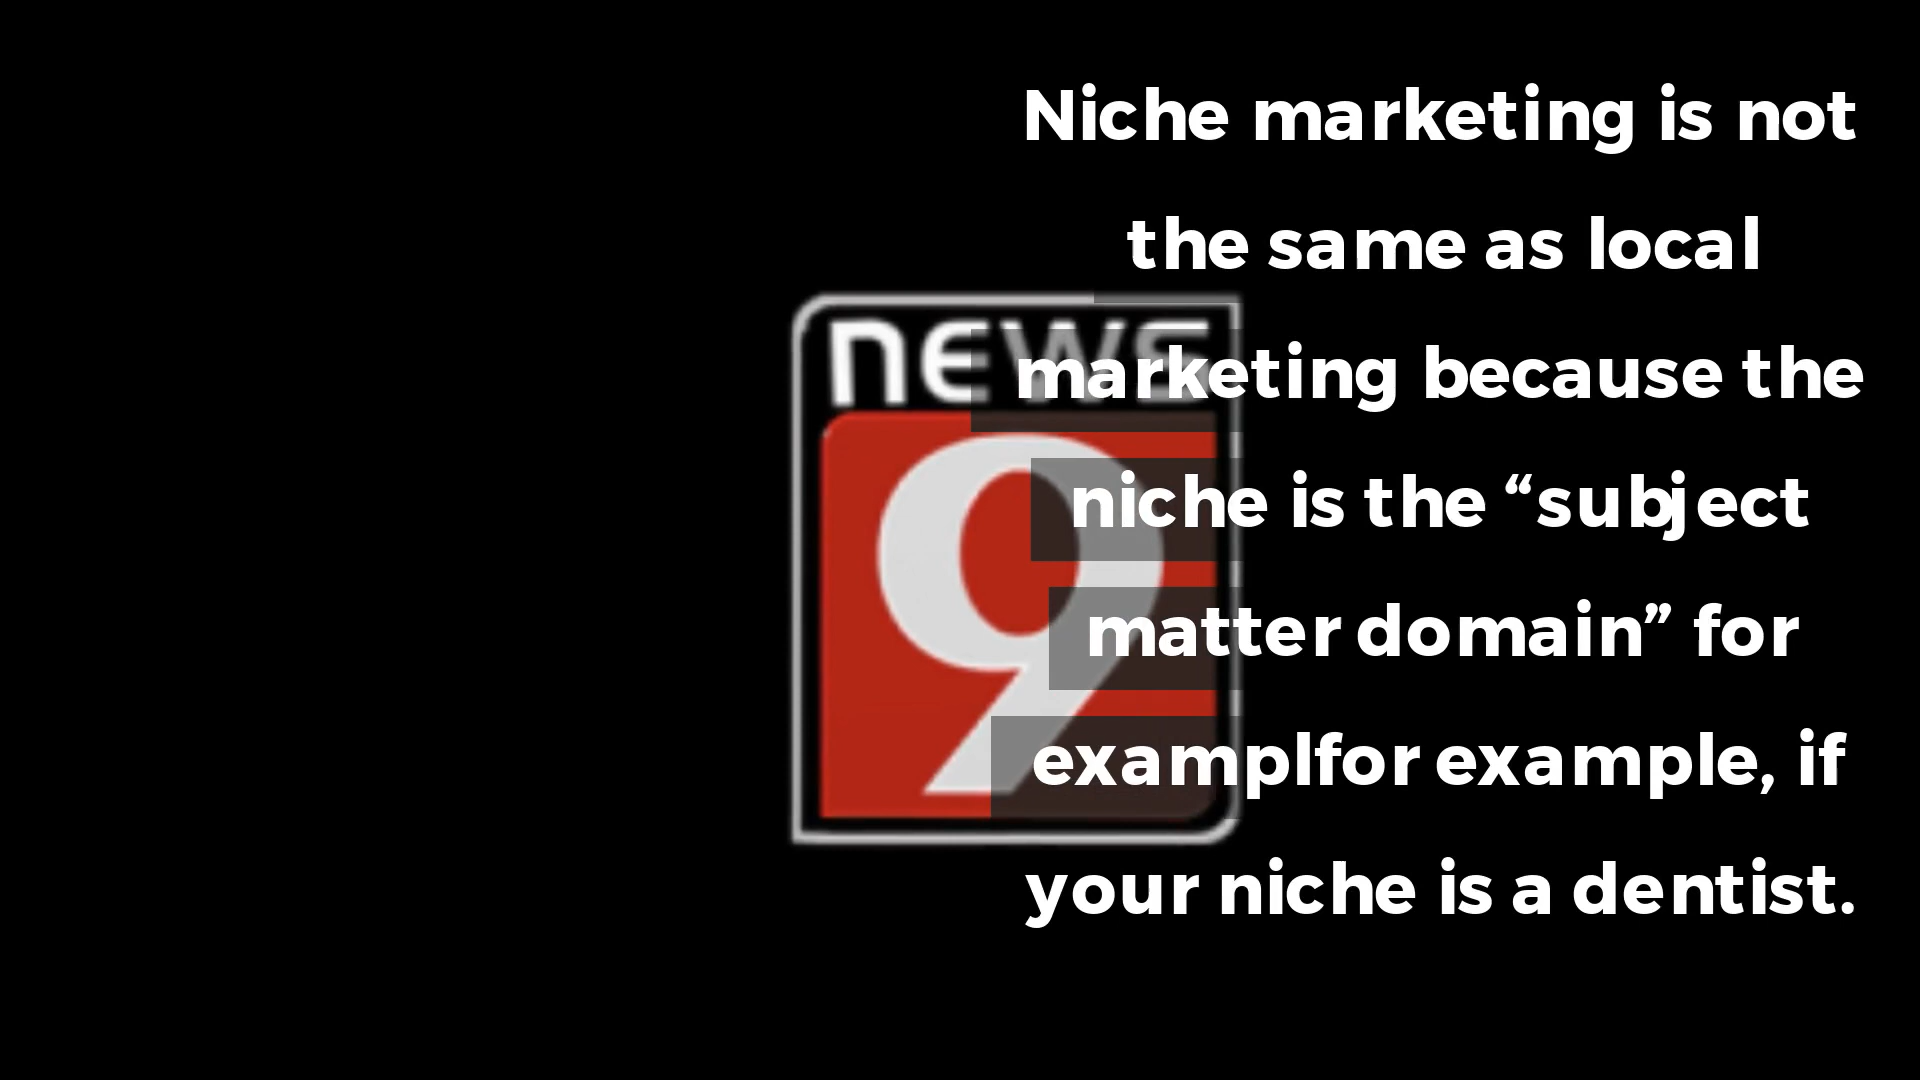 Niche marketing is not
the same as local
news
marketing because the
9
niche is the “subject
matter domain” for
examplfor example, if
your niche is a dentist.